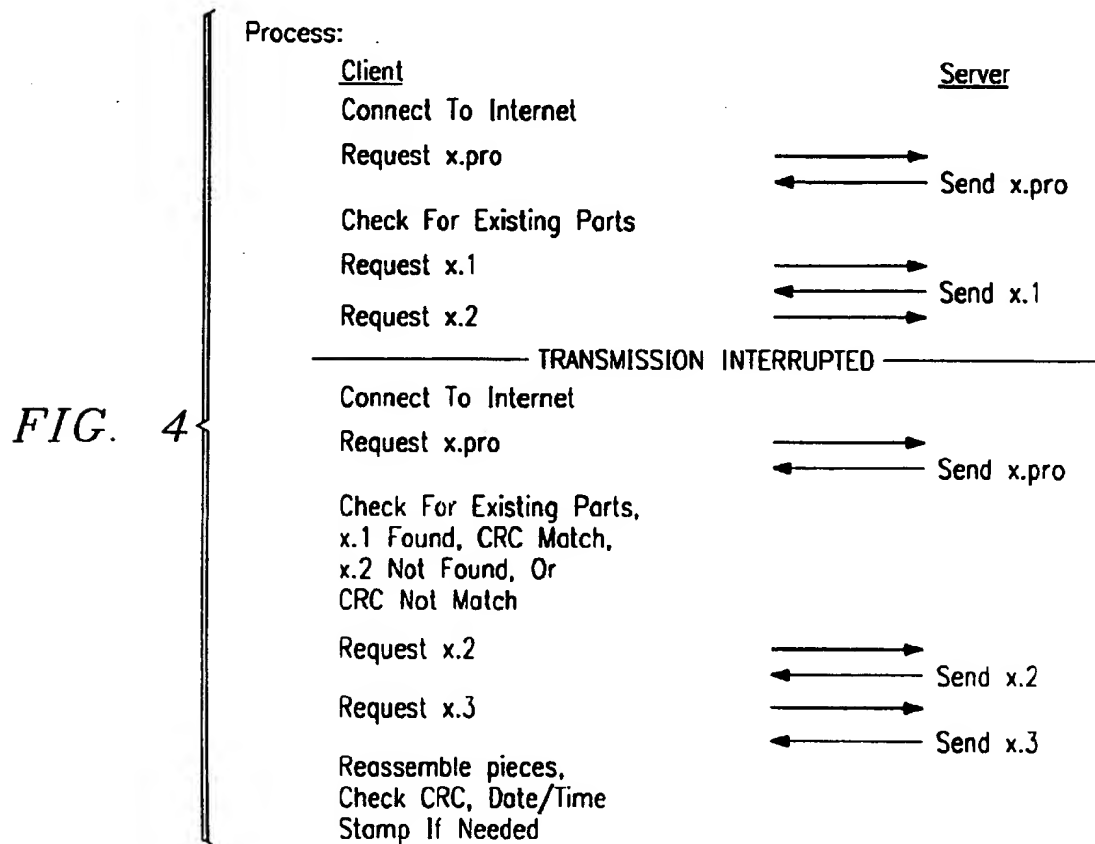 Process:
Client Server
Connect To Internet
Request x.pro
Send x.pro
Check For Existing Parts
Request x.1
Send x.1
Request x.2
TRANSMISSION INTERRUPTED
Connect To Internet
FIG. 4
Request x.pro
Send x.pro
Check For Existing Parts,
x.1 Found, CRC Match,
x.2 Not Found, Or
CRC Not Match
Request x.2
Send x.2
Request x.3
Send x.3
Reassemble pieces,
Check CRC, Date/Time
Stamp If Needed